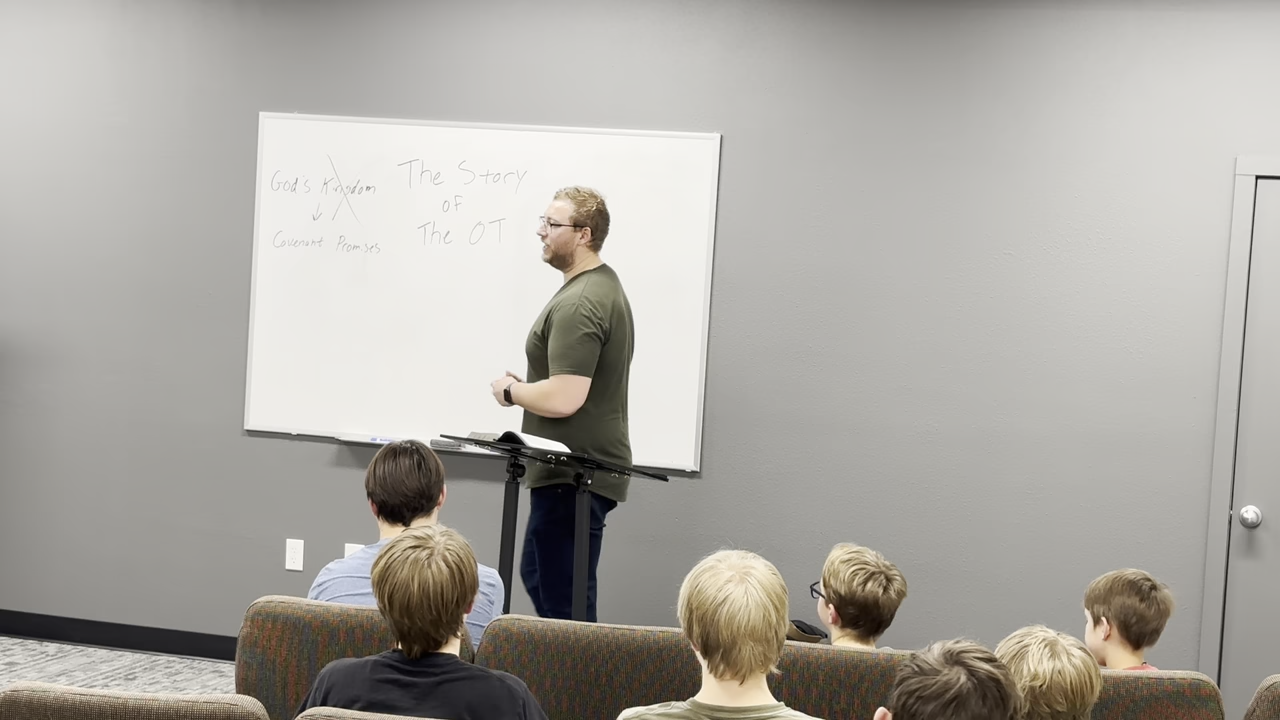 God's Kingdom
↓
Covenant Promises
The Story
of
The OT